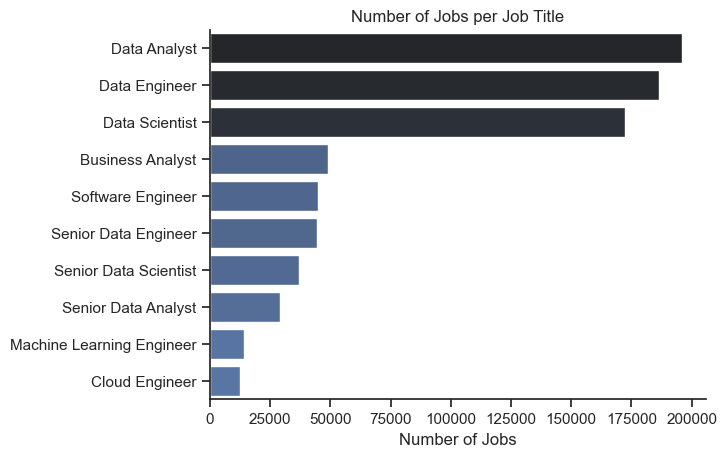 Number of Jobs per Job Title
Data Analyst
Data Engineer
Data Scientist
Business Analyst
Software Engineer
Senior Data Engineer
Senior Data Scientist
Senior Data Analyst
Machine Learning Engineer
Cloud Engineer
0 25000 50000 75000 100000 125000 150000 175000 200000
Number of Jobs